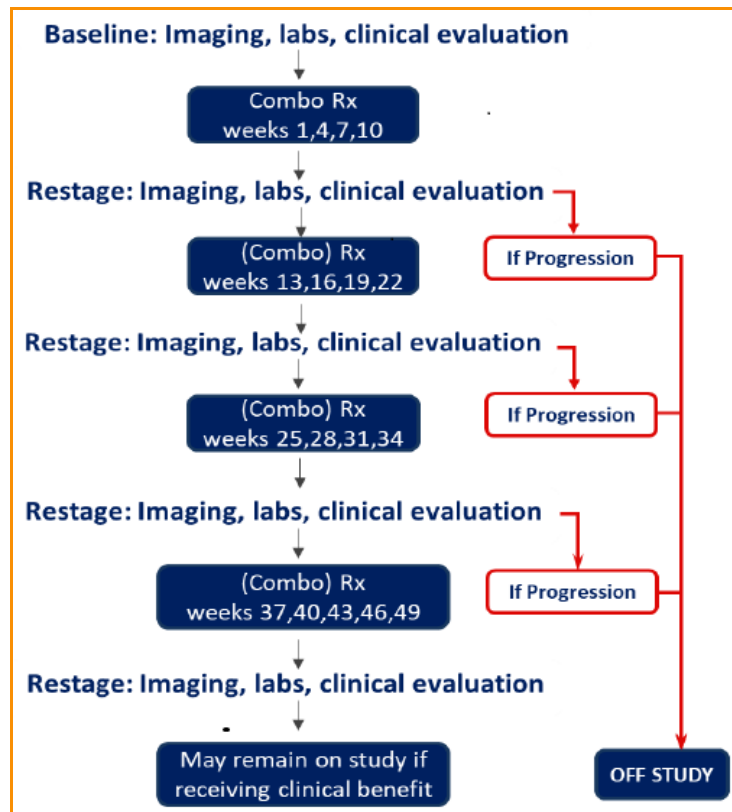 Baseline: Imaging, labs, clinical evaluation
Combo Rx
weeks 1,4,7,10
Restage: Imaging, labs, clinical evaluation
(Combo) Rx
weeks 13,16,19,22
If Progression
Restage: Imaging, labs, clinical evaluation
(Combo) Rx
weeks 25,28,31,34
If Progression
Restage: Imaging, labs, clinical evaluation
(Combo) Rx
weeks 37,40,43,46,49
If Progression
Restage: Imaging, labs, clinical evaluation
May remain on study if
receiving clinical benefit
OFF STUDY